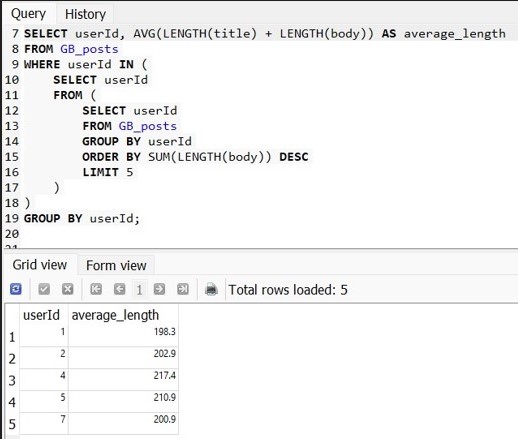 Query History
7 SELECT userId, AVG(LENGTH(title) + LENGTH(body)) AS average_length
8 FROM GB_posts
9 WHERE userId IN (
10 SELECT userId
11 FROM (
12 SELECT userId
13 FROM GB_posts
14 GROUP BY userId
15 ORDER BY SUM(LENGTH(body)) DESC
16 LIMIT 5
17 )
18 )
19 GROUP BY userId;
20
21
Grid view Form view
1 Total rows loaded: 5
userId average_length
1 1 198.3
2 2 202.9
3 4 217.4
4 5 210.9
5 7 200.9